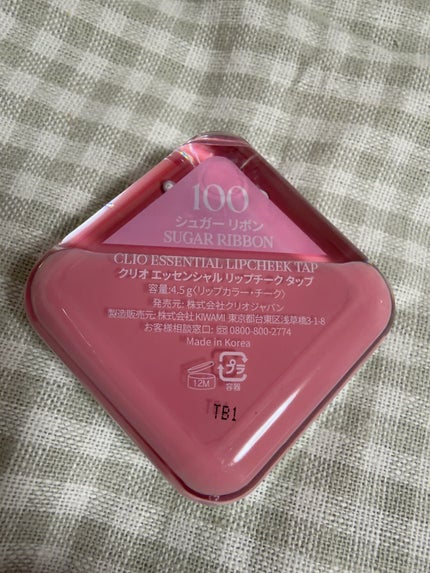 100
シュガー リボン
SUGAR RIBBON
CLIO ESSENTIAL LIPCHEEK TAP
クリオ エッセンシャル リップチーク タップ
容量:4.5g〈リップカラー・チーク〉
発売元: 株式会社クリオジャパン
製造販売元: 株式会社 KIWAMI 東京都台東区浅草橋3-1-8
お客様相談窓口: 0800-800-2774
Made in Korea
12M
プラ
容器
TB1